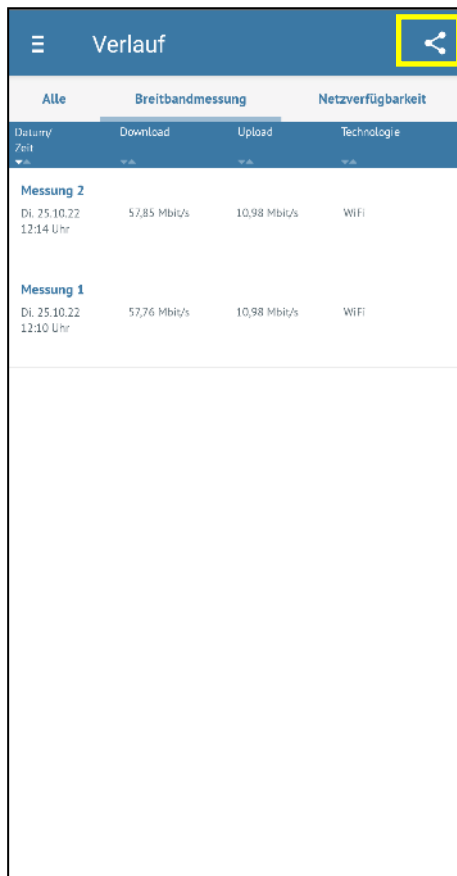 Verlauf
Alle Breitbandmessung Netzverfügbarkeit
Datum/ Download Upload Technologie
Zeit
Messung 2
Di. 25.10.22 57,85 Mbit/s 10,98 Mbit/s WiFi
12:14 Uhr
Messung 1
Di. 25.10.22 57,76 Mbit/s 10,98 Mbit/s WiFi
12:10 Uhr